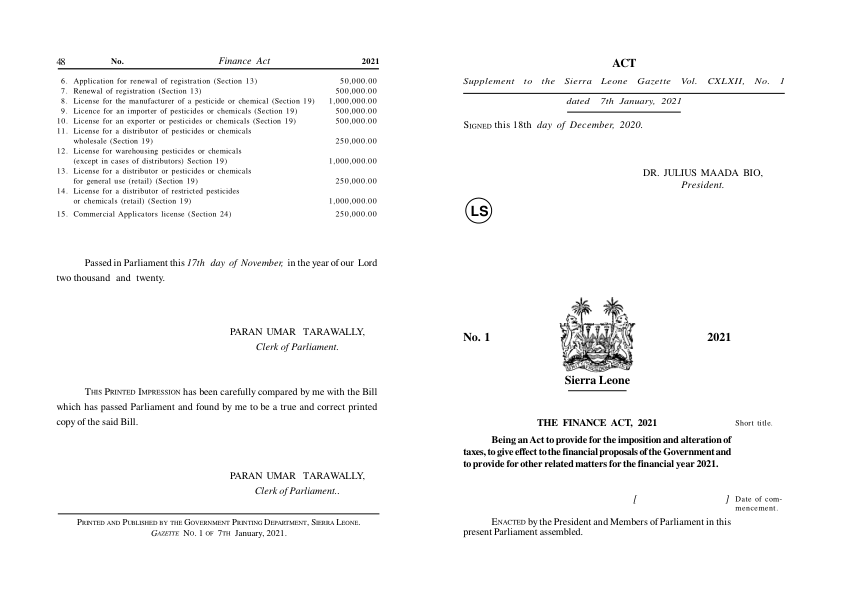 48 No. Finance Act 2021
6. Application for renewal of registration (Section 13) 50,000.00
7. Renewal of registration (Section 13) 500,000.00
8. License for the manufacturer of a pesticide or chemical (Section 19) 1,000,000.00
9. Licence for an importer of pesticides or chemicals (Section 19) 500,000.00
10. License for an exporter or pesticides or chemicals (Section 19) 500,000.00
11. License for a distributor of pesticides or chemicals
wholesale (Section 19) 250,000.00
12. License for warehousing pesticides or chemicals
(except in cases of distributors) Section 19) 1,000,000.00
13. License for a distributor or pesticides or chemicals
for general use (retail) (Section 19) 250,000.00
14. License for a distributor of restricted pesticides
or chemicals (retail) (Section 19) 1,000,000.00
15. Commercial Applicators license (Section 24) 250,000.00
Passed in Parliament this 17th day of November, in the year of our Lord
two thousand and twenty.
PARAN UMAR TARAWALLY,
Clerk of Parliament.
THIS PRINTED IMPRESSION has been carefully compared by me with the Bill
which has passed Parliament and found by me to be a true and correct printed
copy of the said Bill.
PARAN UMAR TARAWALLY,
Clerk of Parliament..
PRINTED AND PUBLISHED BY THE GOVERNMENT PRINTING DEPARTMENT, SIERRA LEONE.
GAZETTE NO. 1 OF 7TH January, 2021.
ACT
Supplement to the Sierra Leone Gazette Vol. CXLXII, No. 1
dated 7th January, 2021
SIGNED this 18th day of December, 2020.
DR. JULIUS MAADA BIO,
President.
LS
No. 1 2021
Sierra Leone
THE FINANCE ACT, 2021 Short title.
Being an Act to provide for the imposition and alteration of
taxes, to give effect to the financial proposals of the Government and
to provide for other related matters for the financial year 2021.
[ ] Date of com-
mencement.
ENACTED by the President and Members of Parliament in this
present Parliament assembled.